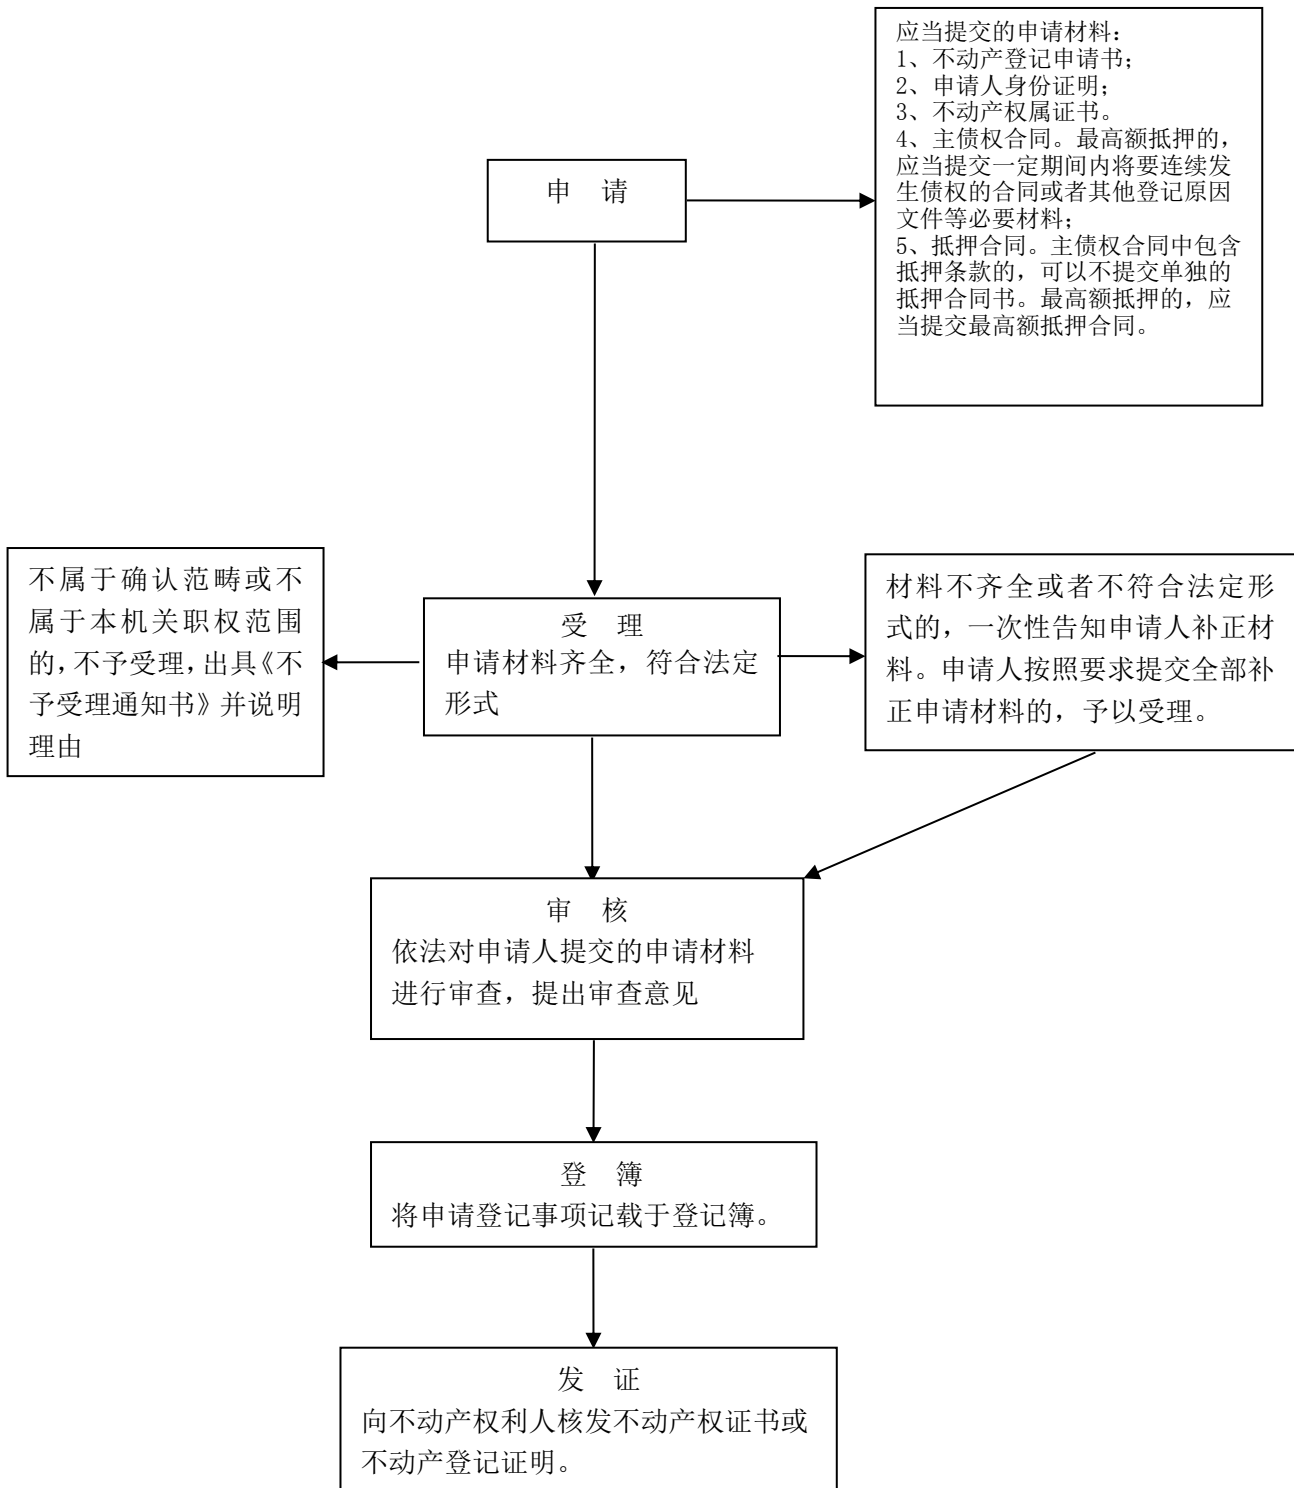 应当提交的申请材料：
1、不动产登记申请书；
2、申请人身份证明；
3、不动产权属证书。
4、主债权合同。最高额抵押的，
应当提交一定期间内将要连续发
生债权的合同或者其他登记原因
文件等必要材料；
5、抵押合同。主债权合同中包含
抵押条款的，可以不提交单独的
抵押合同书。最高额抵押的，应
当提交最高额抵押合同。
申 请
不属于确认范畴或不
属于本机关职权范围
的，不予受理，出具《不
予受理通知书》并说明
理由
受 理
申请材料齐全，符合法定
形式
材料不齐全或者不符合法定形
式的，一次性告知申请人补正材
料。申请人按照要求提交全部补
正申请材料的，予以受理。
审 核
依法对申请人提交的申请材料
进行审查，提出审查意见
登 簿
将申请登记事项记载于登记簿。
发 证
向不动产权利人核发不动产权证书或
不动产登记证明。